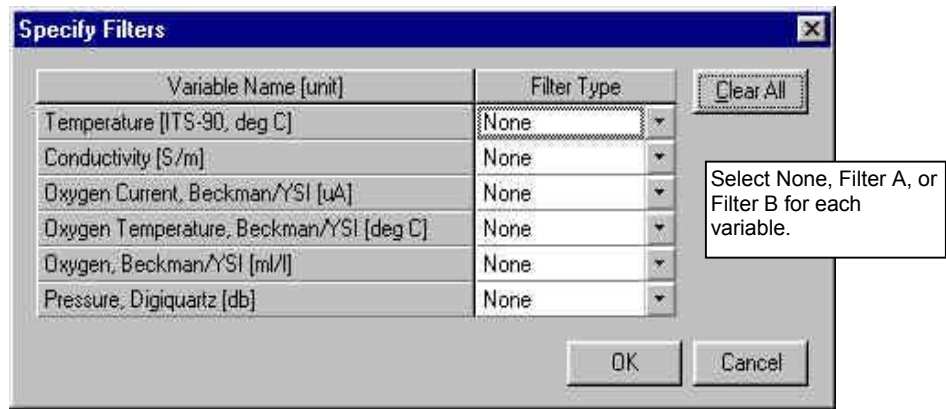 Specify Filters
Variable Name [unit] Filter Type Clear All
Temperature [ITS-90, deg C] None
Conductivity [S/m] None
Oxygen Current, Beckman/YSI [uA] None
Oxygen Temperature, Beckman/YSI [deg C] None
Oxygen, Beckman/YSI [ml/l] None
Pressure, Digiquartz [db] None
Select None, Filter A, or
Filter B for each
variable.
OK Cancel